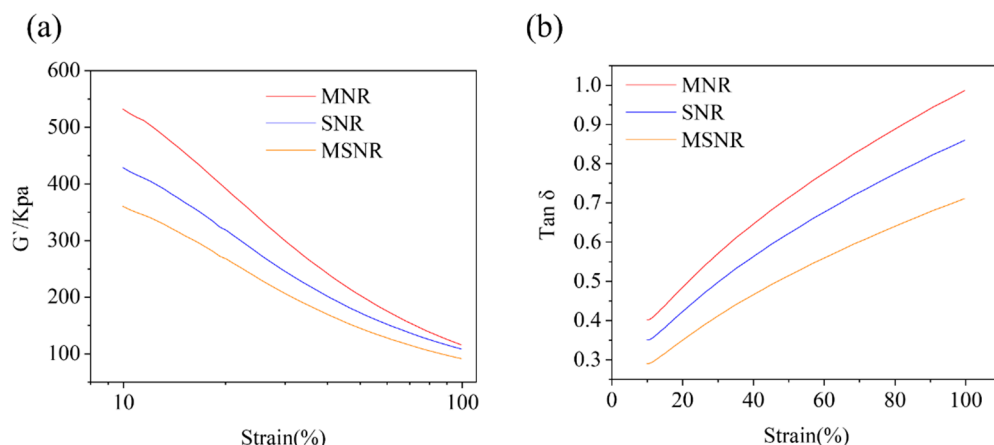 (a)
600
500
400
300
200
100
G`/Kpa
MNR
SNR
MSNR
10
100
Strain(%)
(b)
1.0
0.9
0.8
0.7
0.6
0.5
0.4
0.3
Tan δ
MNR
SNR
MSNR
0 20 40 60 80 100
Strain(%)